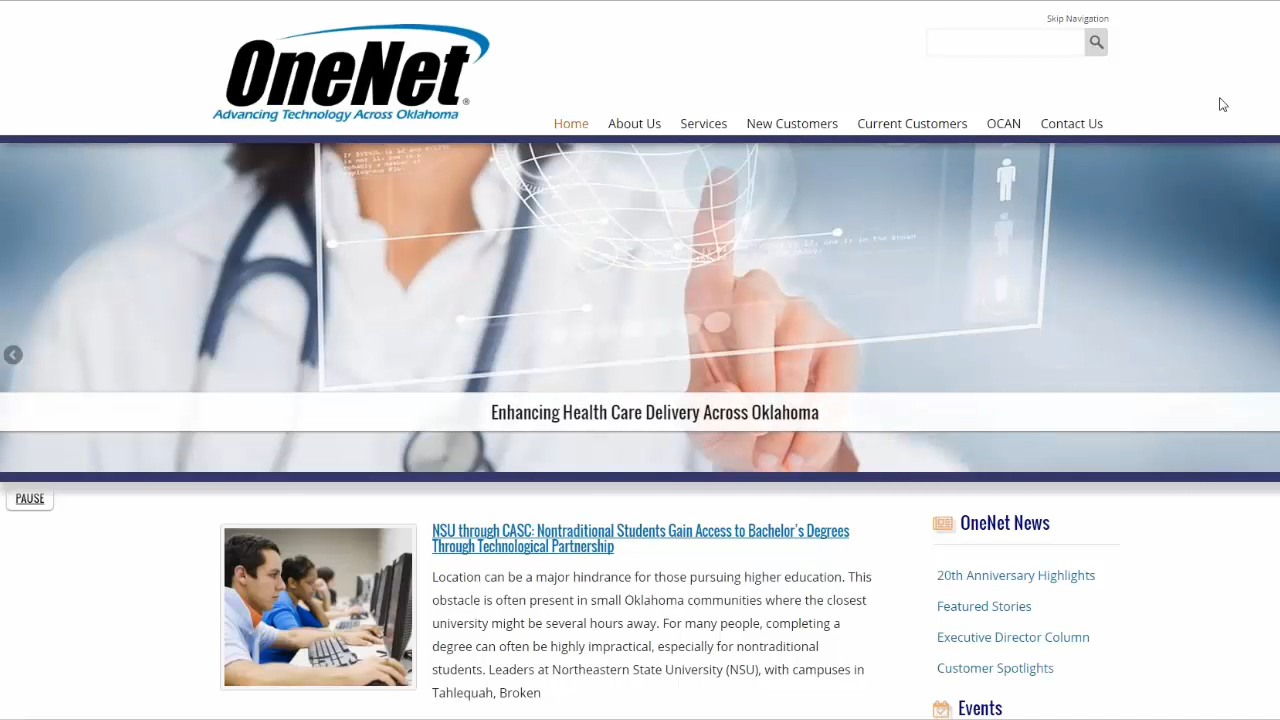 Skip Navigation
OneNet®
Advancing Technology Across Oklahoma
Home About Us Services New Customers Current Customers OCAN Contact Us
Enhancing Health Care Delivery Across Oklahoma
PAUSE
NSU through CASC: Nontraditional Students Gain Access to Bachelor's Degrees
Through Technological Partnership
Location can be a major hindrance for those pursuing higher education. This
obstacle is often present in small Oklahoma communities where the closest
university might be several hours away. For many people, completing a
degree can often be highly impractical, especially for nontraditional
students. Leaders at Northeastern State University (NSU), with campuses in
Tahlequah, Broken
OneNet News
20th Anniversary Highlights
Featured Stories
Executive Director Column
Customer Spotlights
Events